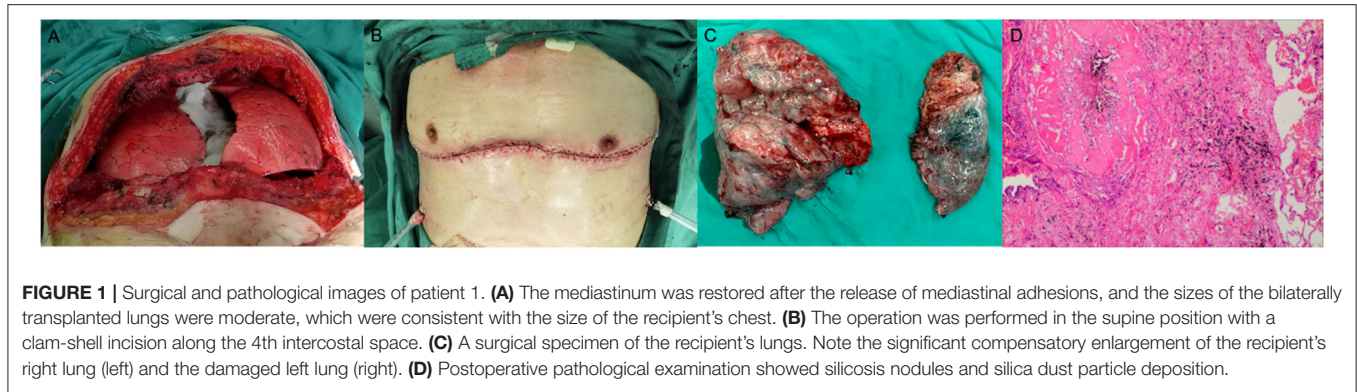 A B C D
FIGURE 1 | Surgical and pathological images of patient 1. (A) The mediastinum was restored after the release of mediastinal adhesions, and the sizes of the bilaterally
transplanted lungs were moderate, which were consistent with the size of the recipient's chest. (B) The operation was performed in the supine position with a
clam-shell incision along the 4th intercostal space. (C) A surgical specimen of the recipient's lungs. Note the significant compensatory enlargement of the recipient's
right lung (left) and the damaged left lung (right). (D) Postoperative pathological examination showed silicosis nodules and silica dust particle deposition.